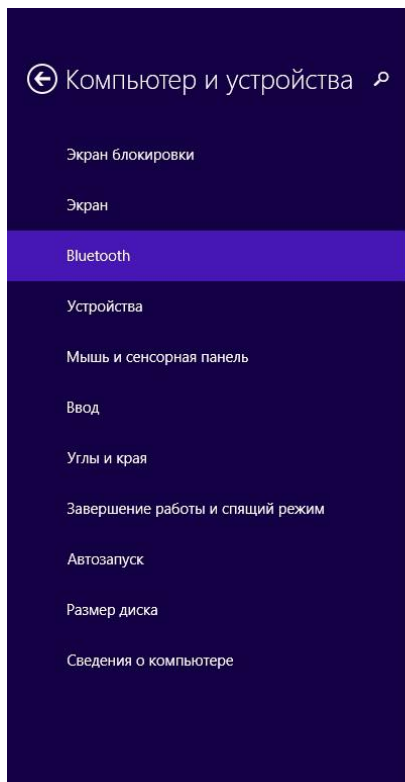 Компьютер и устройства
Экран блокировки
Экран
Bluetooth
Устройства
Мышь и сенсорная панель
Ввод
Углы и края
Завершение работы и спящий режим
Автозапуск
Размер диска
Сведения о компьютере